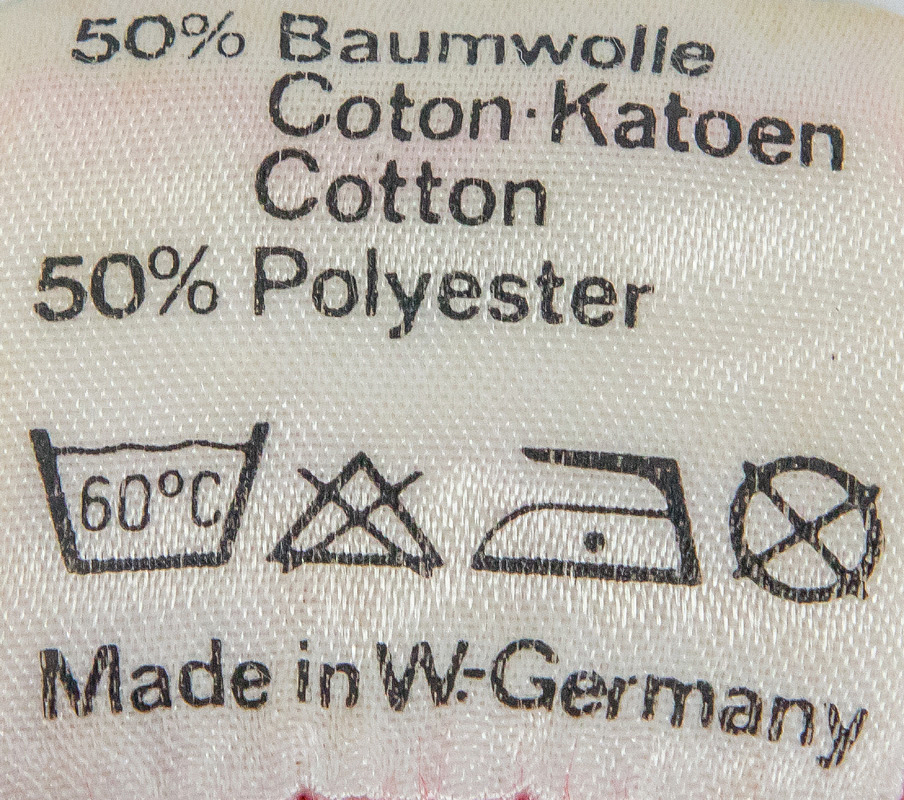 50% Baumwolle
Coton·Katoen
Cotton
50% Polyester
60°C
Made in W.-Germany